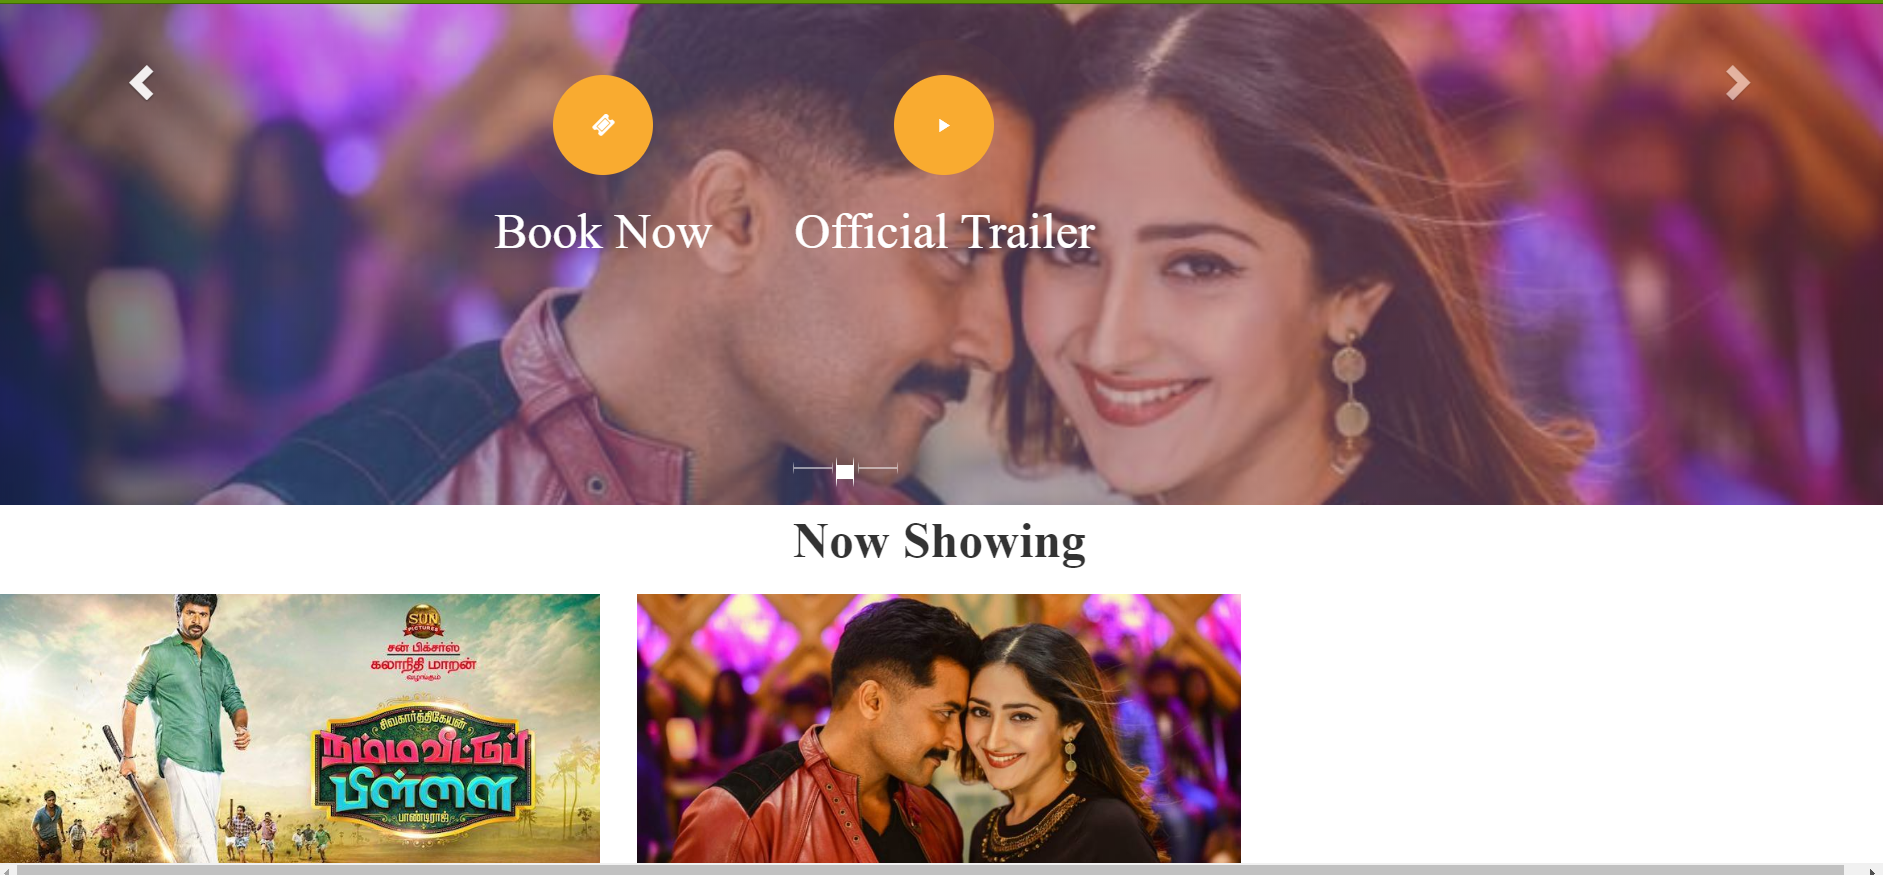 Book Now
Official Trailer
Now Showing
SUN
PICTURES
சன் பிக்சர்ஸ்
கலாநிதி மாறன்
வழங்கும்
சிவகார்த்திகேயன்
நம்ம வீட்டுப்
பிள்ளை
பாண்டிராஜ்